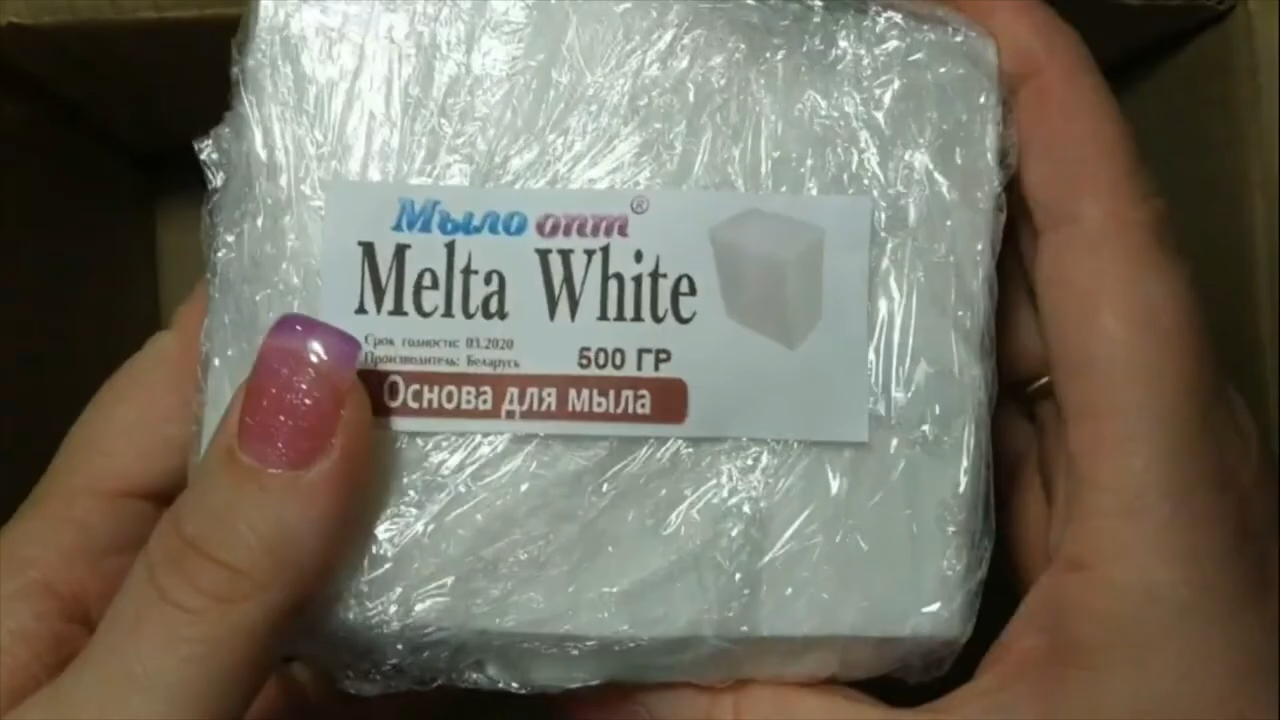 Мыло опт®
Melta White
Срок годности: 03.2020
Производитель: Беларусь
500 ГР
Основа для мыла